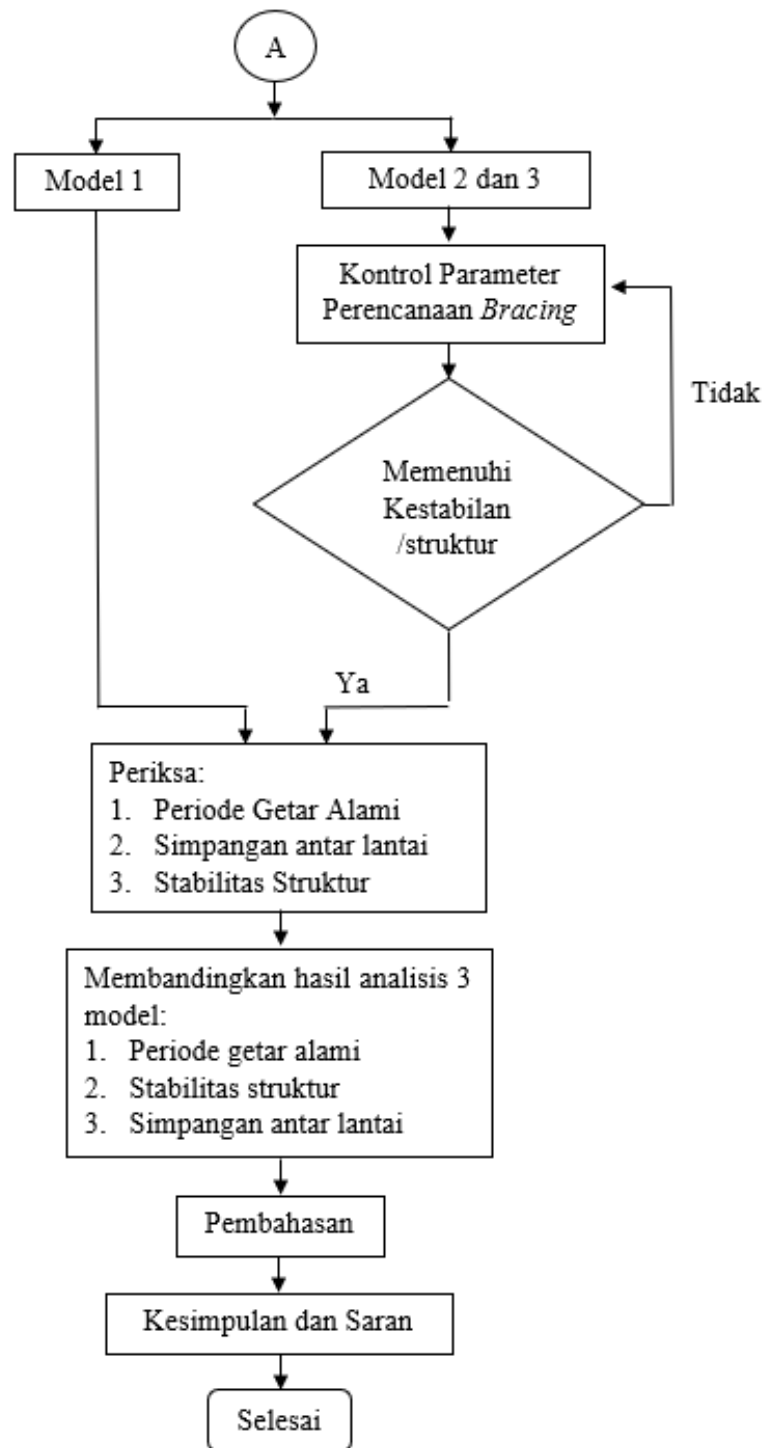 A
Model 1
Model 2 dan 3
Kontrol Parameter
Perencanaan Bracing
Tidak
Memenuhi
Kestabilan
/struktur
Ya
Periksa:
1. Periode Getar Alami
2. Simpangan antar lantai
3. Stabilitas Struktur
Membandingkan hasil analisis 3
model:
1. Periode getar alami
2. Stabilitas struktur
3. Simpangan antar lantai
Pembahasan
Kesimpulan dan Saran
Selesai